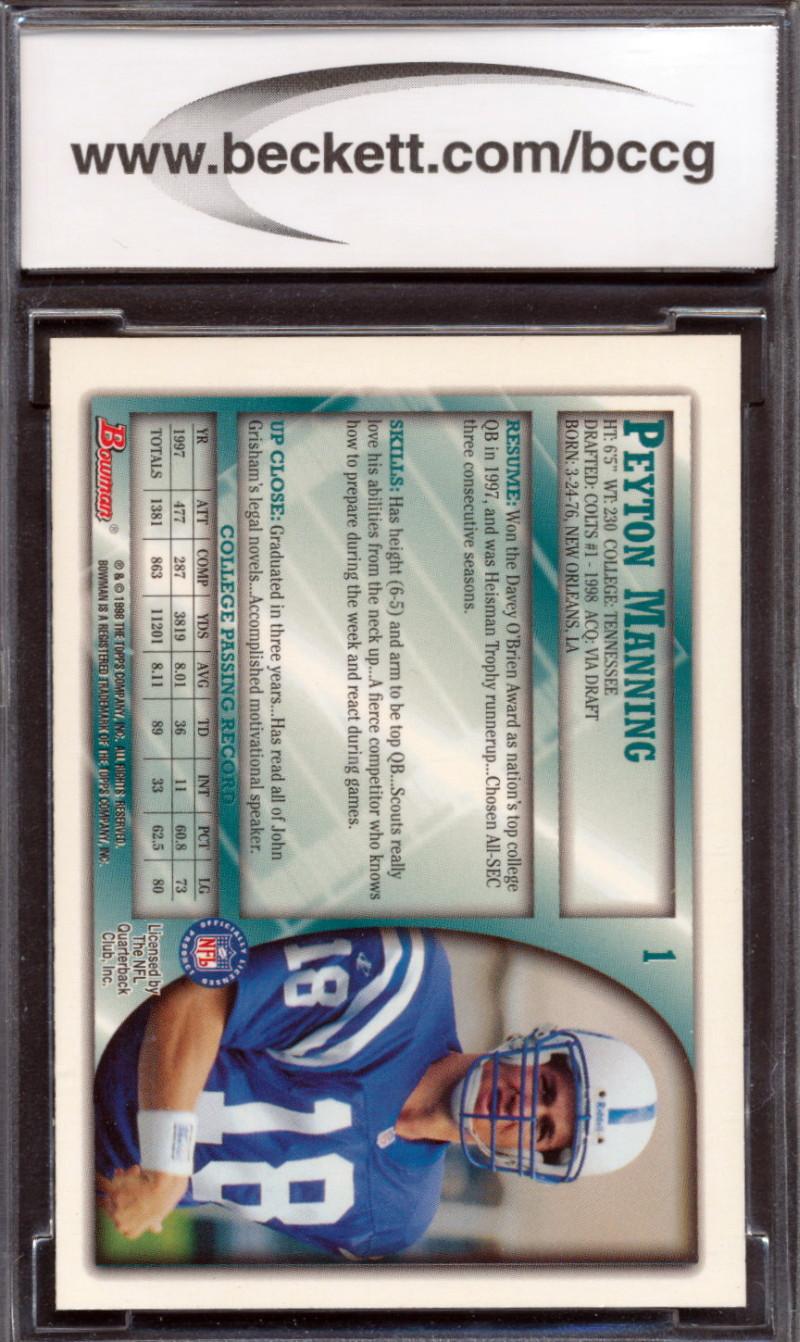 www.beckett.com/bccg
1
PEYTON MANNING
HT: 6'5" WT: 230 COLLEGE: TENNESSEE
DRAFTED: COLTS #1 - 1998 ACQ: VIA DRAFT
BORN: 3-24-76, NEW ORLEANS, LA
RESUME: Won the Davey O'Brien Award as nation's top college
QB in 1997, and was Heisman Trophy runnerup...Chosen All-SEC
three consecutive seasons.
SKILLS: Has height (6-5) and arm to be top QB...Scouts really
love his abilities from the neck up...A fierce competitor who knows
how to prepare during the week and react during games.
UP CLOSE: Graduated in three years...Has read all of John
Grisham's legal novels...Accomplished motivational speaker.
COLLEGE PASSING RECORD
YR ATT COMP YDS AVG TD INT PCT LG
1997 477 287 3819 8.01 36 11 60.8 73
TOTALS 1381 863 11201 8.11 89 33 62.5 80
Bowman ®
® & © 1998 THE TOPPS COMPANY, INC. ALL RIGHTS RESERVED.
BOWMAN IS A REGISTERED TRADEMARK OF THE TOPPS COMPANY, INC.
OFFICIALLY LICENSED PRODUCT
NFL
Licensed by
The NFL
Quarterback
Club, Inc.
Riddell
18
18